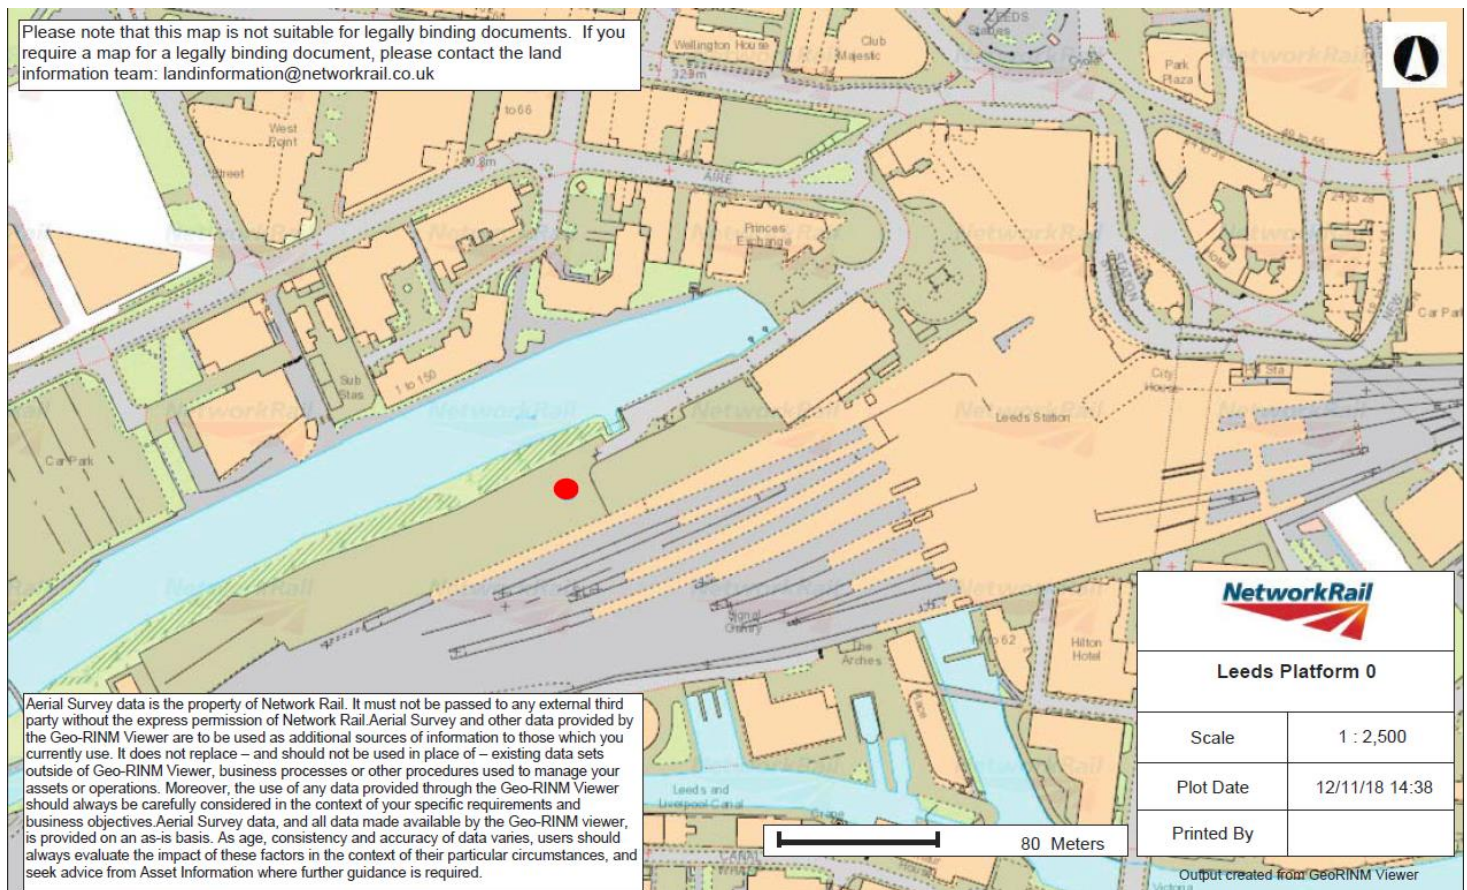 Please note that this map is not suitable for legally binding documents.  If you
require a map for a legally binding document, please contact the land
information team: landinformation@networkrail.co.uk
LEEDS
Wellington House
Club
Majestic
Park
Plaza
1 to 66
West
Point
Street
AIRE
Princes
Exchange
Hotel
24 to 28
Car Park
Sub
Stas
1 to 150
City
House
Leeds Station
Car Park
Signal
Gantry
The
Arches
Hilton
Hotel
Leeds and
Liverpool Canal
CANAL
Victoria
NetworkRail
Leeds Platform 0
Scale
1 : 2,500
Plot Date
12/11/18 14:38
Printed By
80 Meters
Output created from GeoRINM Viewer
Aerial Survey data is the property of Network Rail. It must not be passed to any external third
party without the express permission of Network Rail.Aerial Survey and other data provided by
the Geo-RINM Viewer are to be used as additional sources of information to those which you
currently use. It does not replace – and should not be used in place of – existing data sets
outside of Geo-RINM Viewer, business processes or other procedures used to manage your
assets or operations. Moreover, the use of any data provided through the Geo-RINM Viewer
should always be carefully considered in the context of your specific requirements and
business objectives.Aerial Survey data, and all data made available by the Geo-RINM viewer,
is provided on an as-is basis. As age, consistency and accuracy of data varies, users should
always evaluate the impact of these factors in the context of their particular circumstances, and
seek advice from Asset Information where further guidance is required.